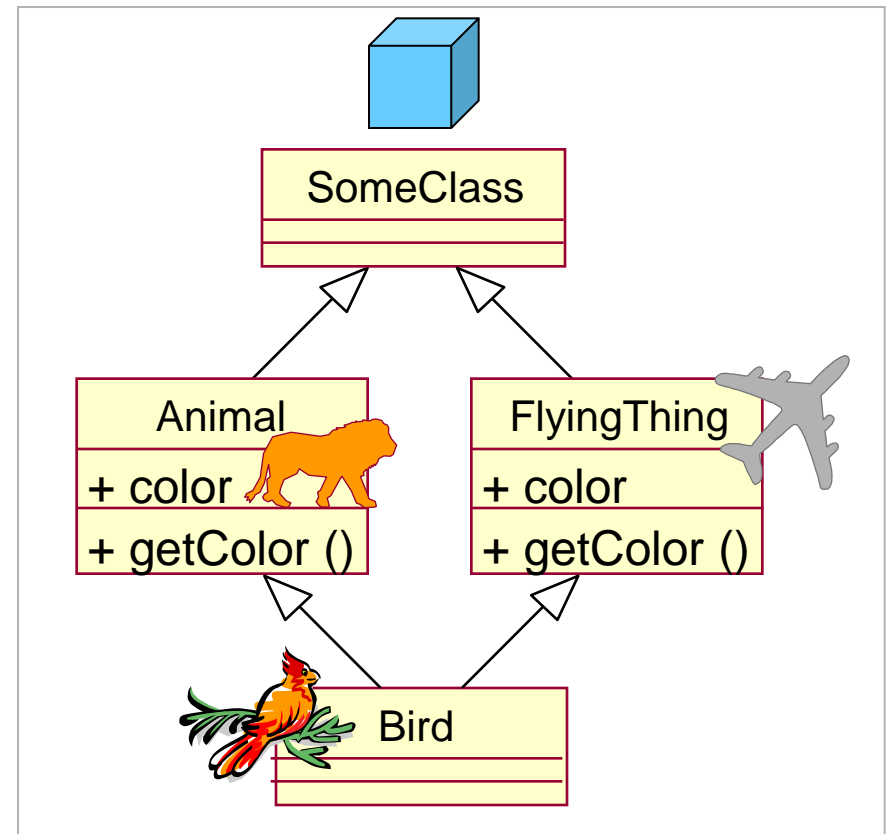 SomeClass
Animal
+ color
+ getColor ()
FlyingThing
+ color
+ getColor ()
Bird